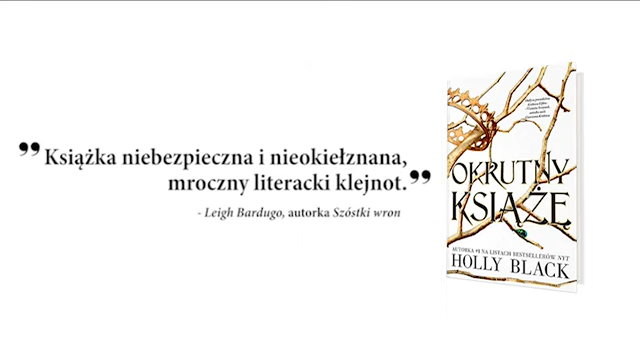 ”Książka niebezpieczna i nieokiełznana,
mroczny literacki klejnot.”
- Leigh Bardugo, autorka Szóstki wron
OKRUTNY
KSIĄŻĘ
AUTORKA #1 NA LISTACH BESTSELLERÓW NYT
HOLLY BLACK